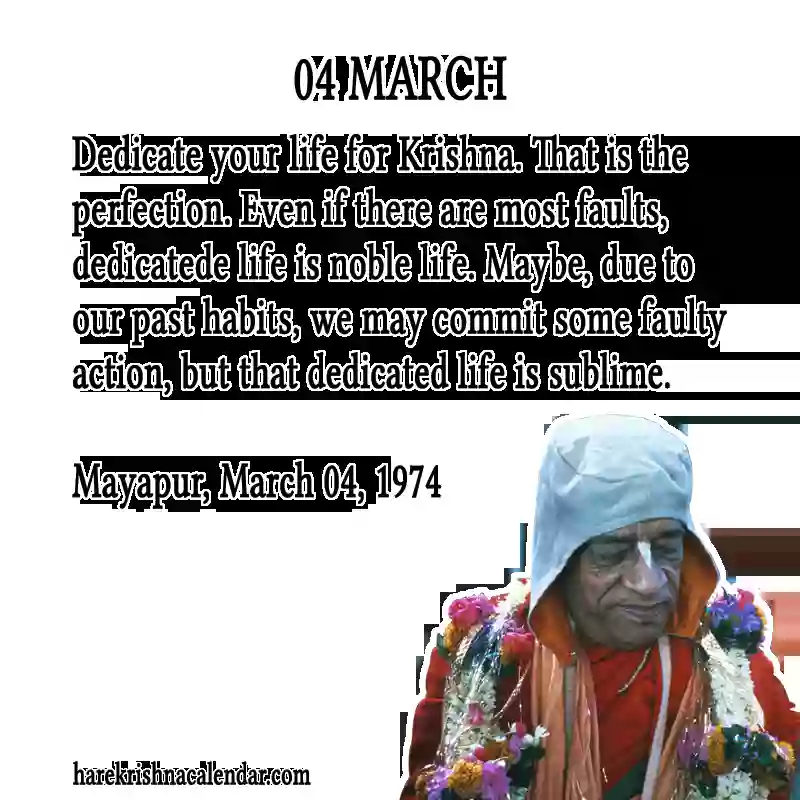 04 MARCH
Dedicate your life for Krishna. That is the
perfection. Even if there are most faults,
dedicatede life is noble life. Maybe, due to
our past habits, we may commit some faulty
action, but that dedicated life is sublime.
Mayapur, March 04, 1974
harekrishnacalendar.com